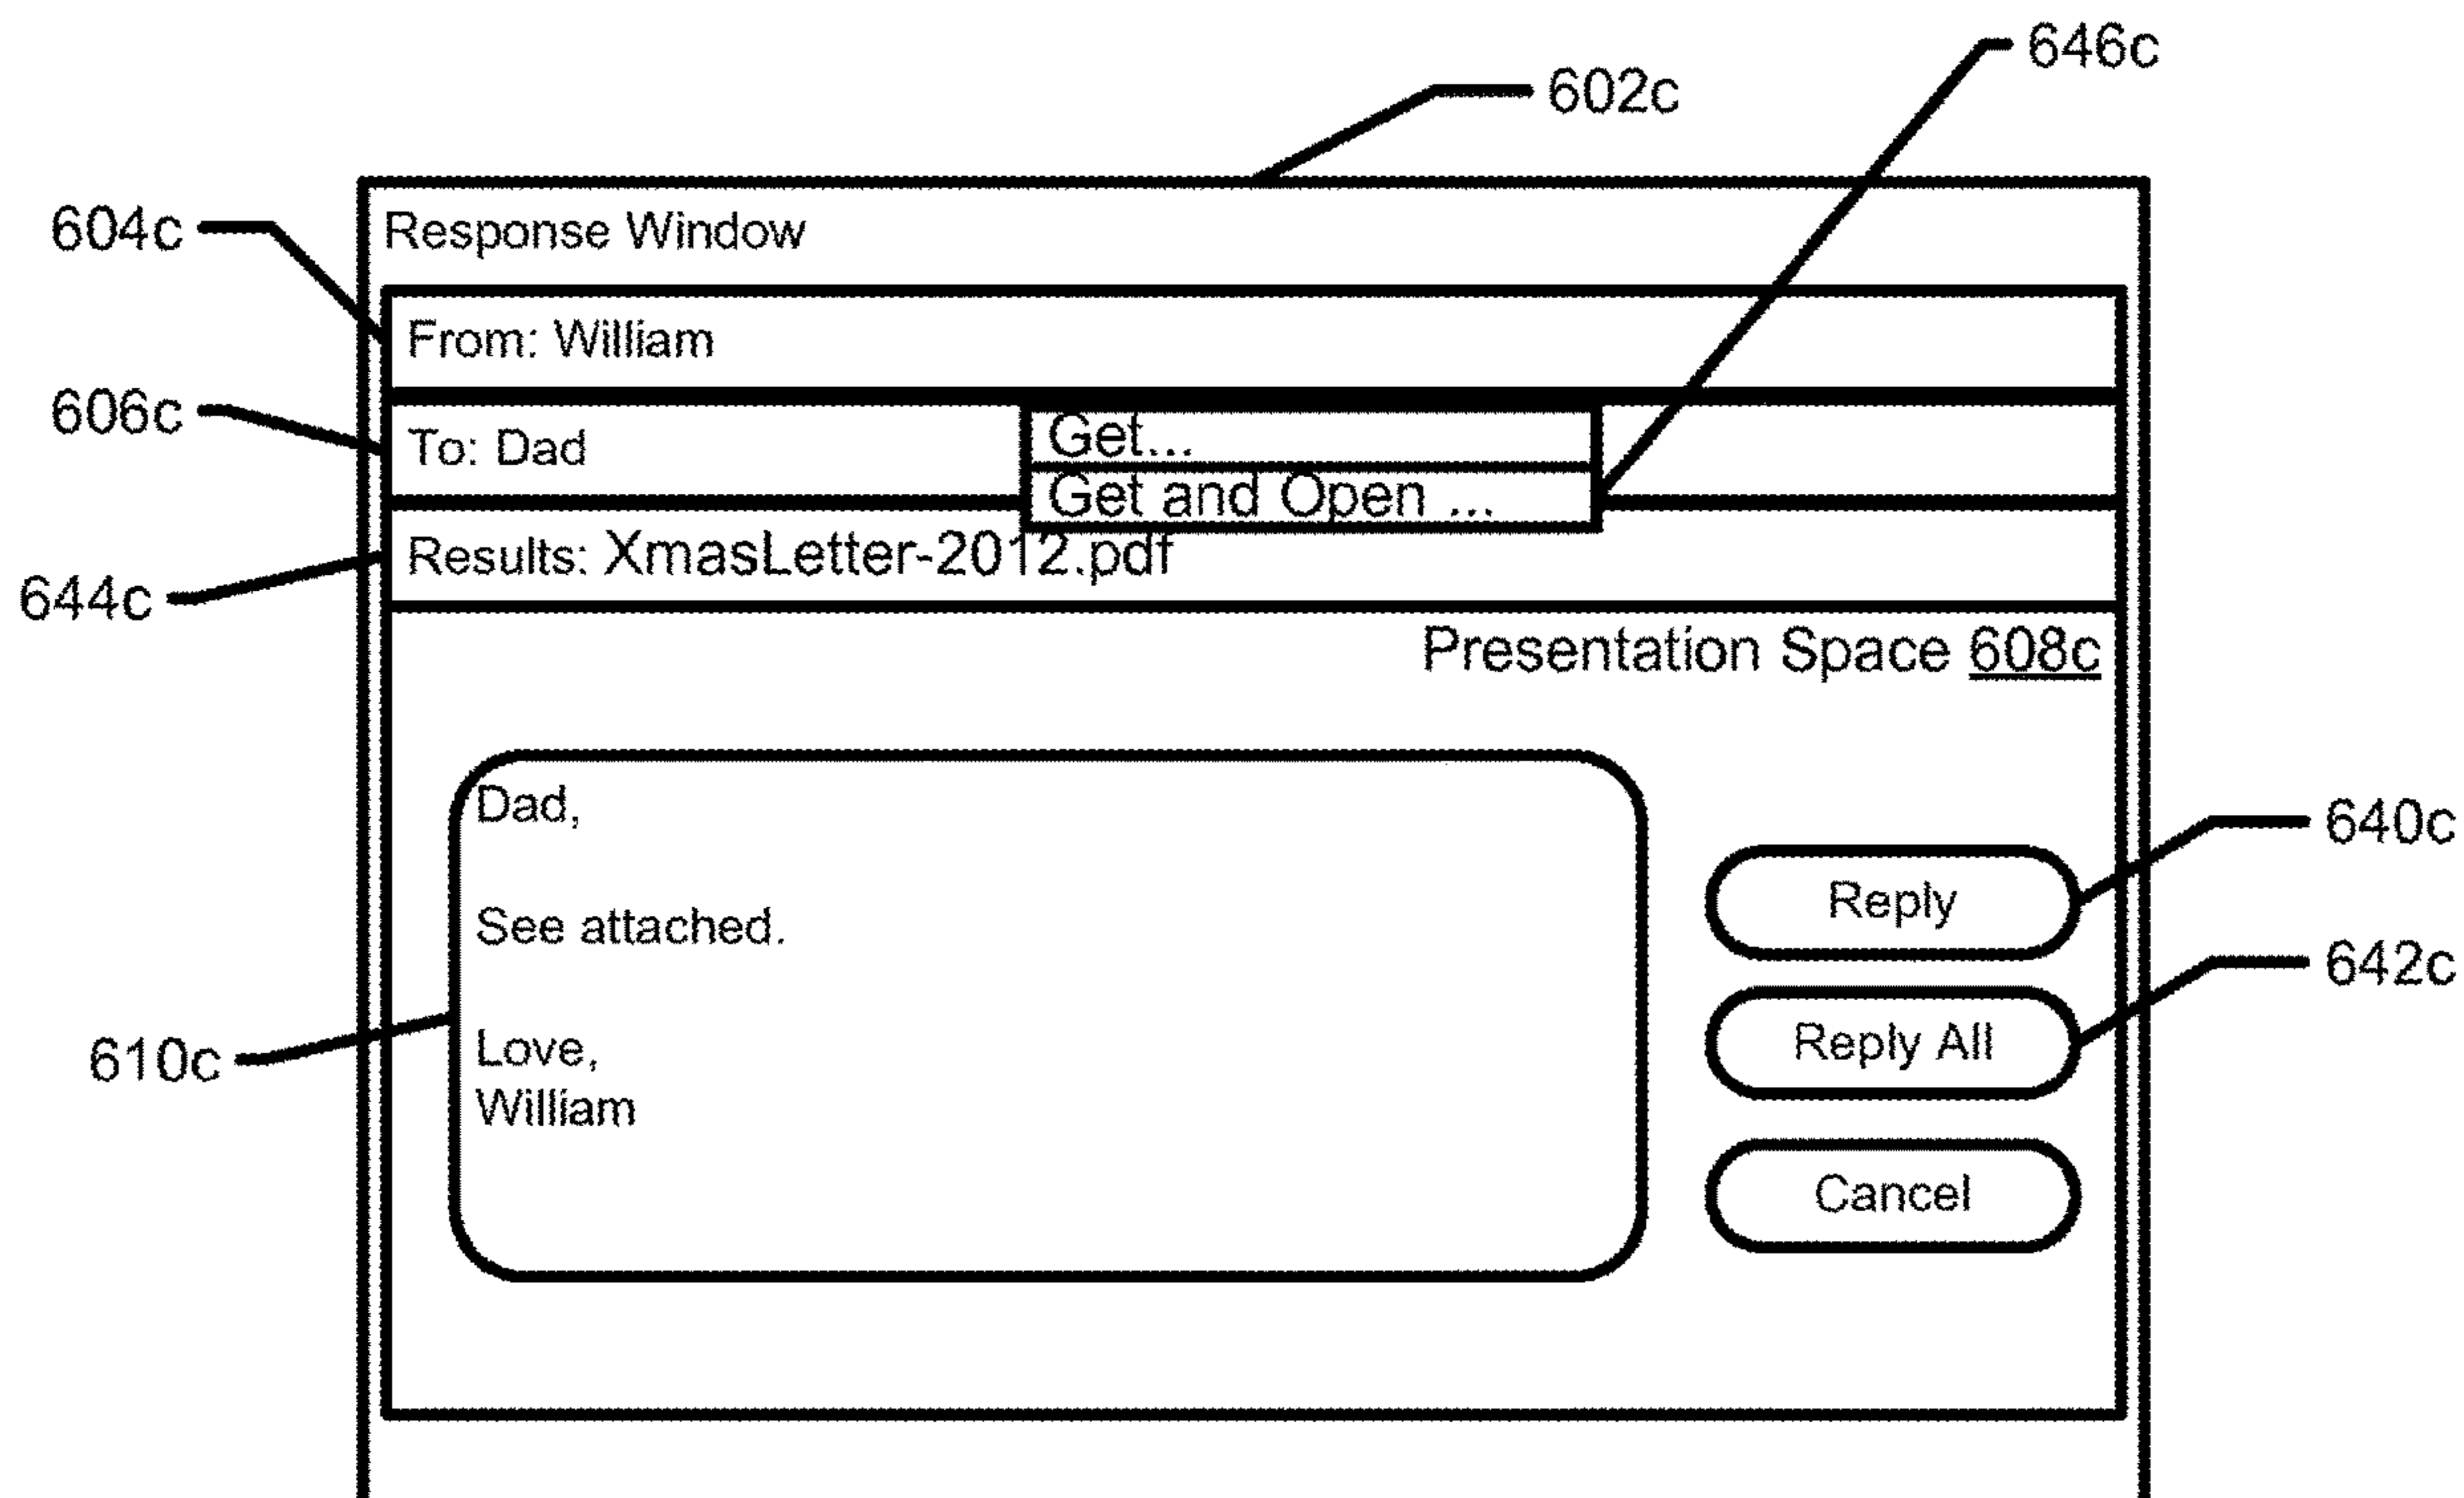 646c
602c
604c
Response Window
From: William
606c
To: Dad
Get...
Get and Open ...
644c
Results: XmasLetter-2012.pdf
Presentation Space 608c
Dad,
See attached.
Love,
William
610c
Reply
640c
Reply All
642c
Cancel